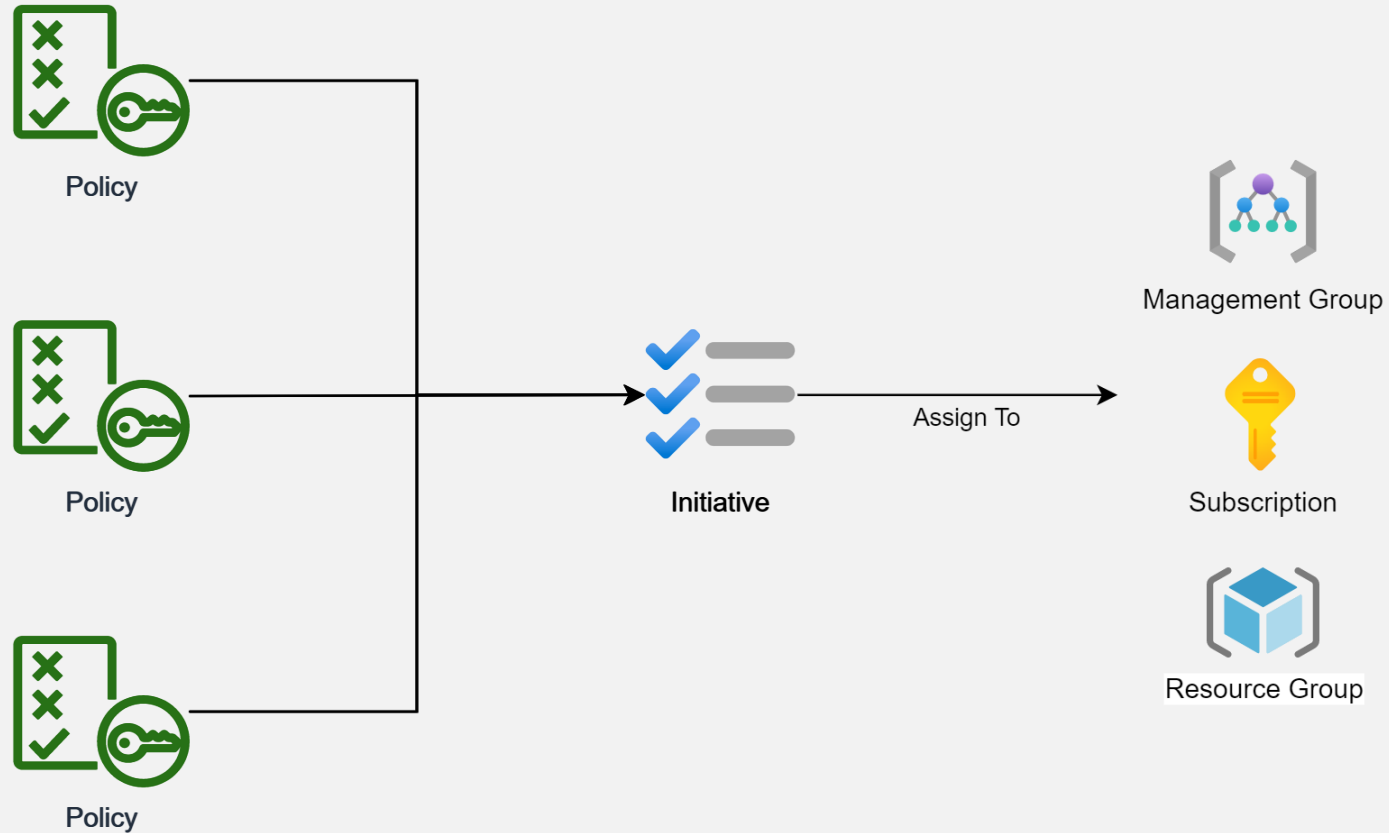 Policy
Management Group
Policy
Initiative
Assign To
Subscription
Resource Group
Policy